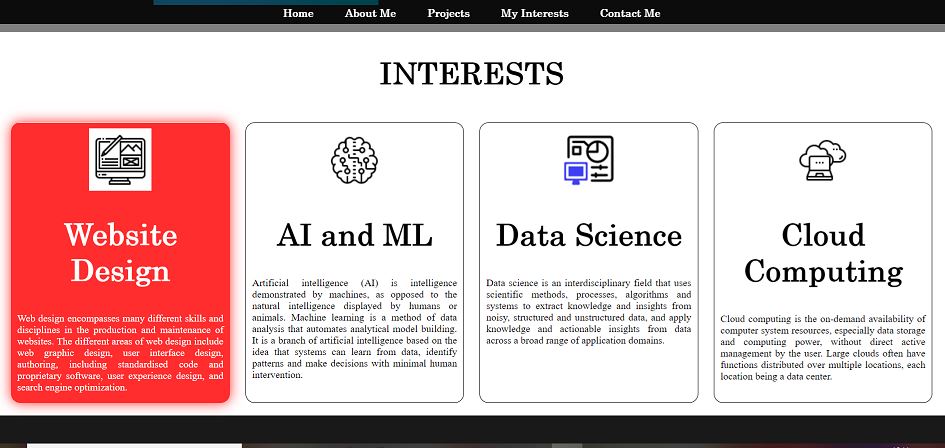 Home About Me Projects My Interests Contact Me
INTERESTS
Website
Design
Web design encompasses many different skills and
disciplines in the production and maintenance of
websites. The different areas of web design include
web graphic design, user interface design,
authoring, including standardised code and
proprietary software, user experience design, and
search engine optimization.
AI and ML
Artificial intelligence (AI) is intelligence
demonstrated by machines, as opposed to the
natural intelligence displayed by humans or
animals. Machine learning is a method of data
analysis that automates analytical model building.
It is a branch of artificial intelligence based on the
idea that systems can learn from data, identify
patterns and make decisions with minimal human
intervention.
Data Science
Data science is an interdisciplinary field that uses
scientific methods, processes, algorithms and
systems to extract knowledge and insights from
noisy, structured and unstructured data, and apply
knowledge and actionable insights from data
across a broad range of application domains.
Cloud
Computing
Cloud computing is the on-demand availability of
computer system resources, especially data storage
and computing power, without direct active
management by the user. Large clouds often have
functions distributed over multiple locations, each
location being a data center.